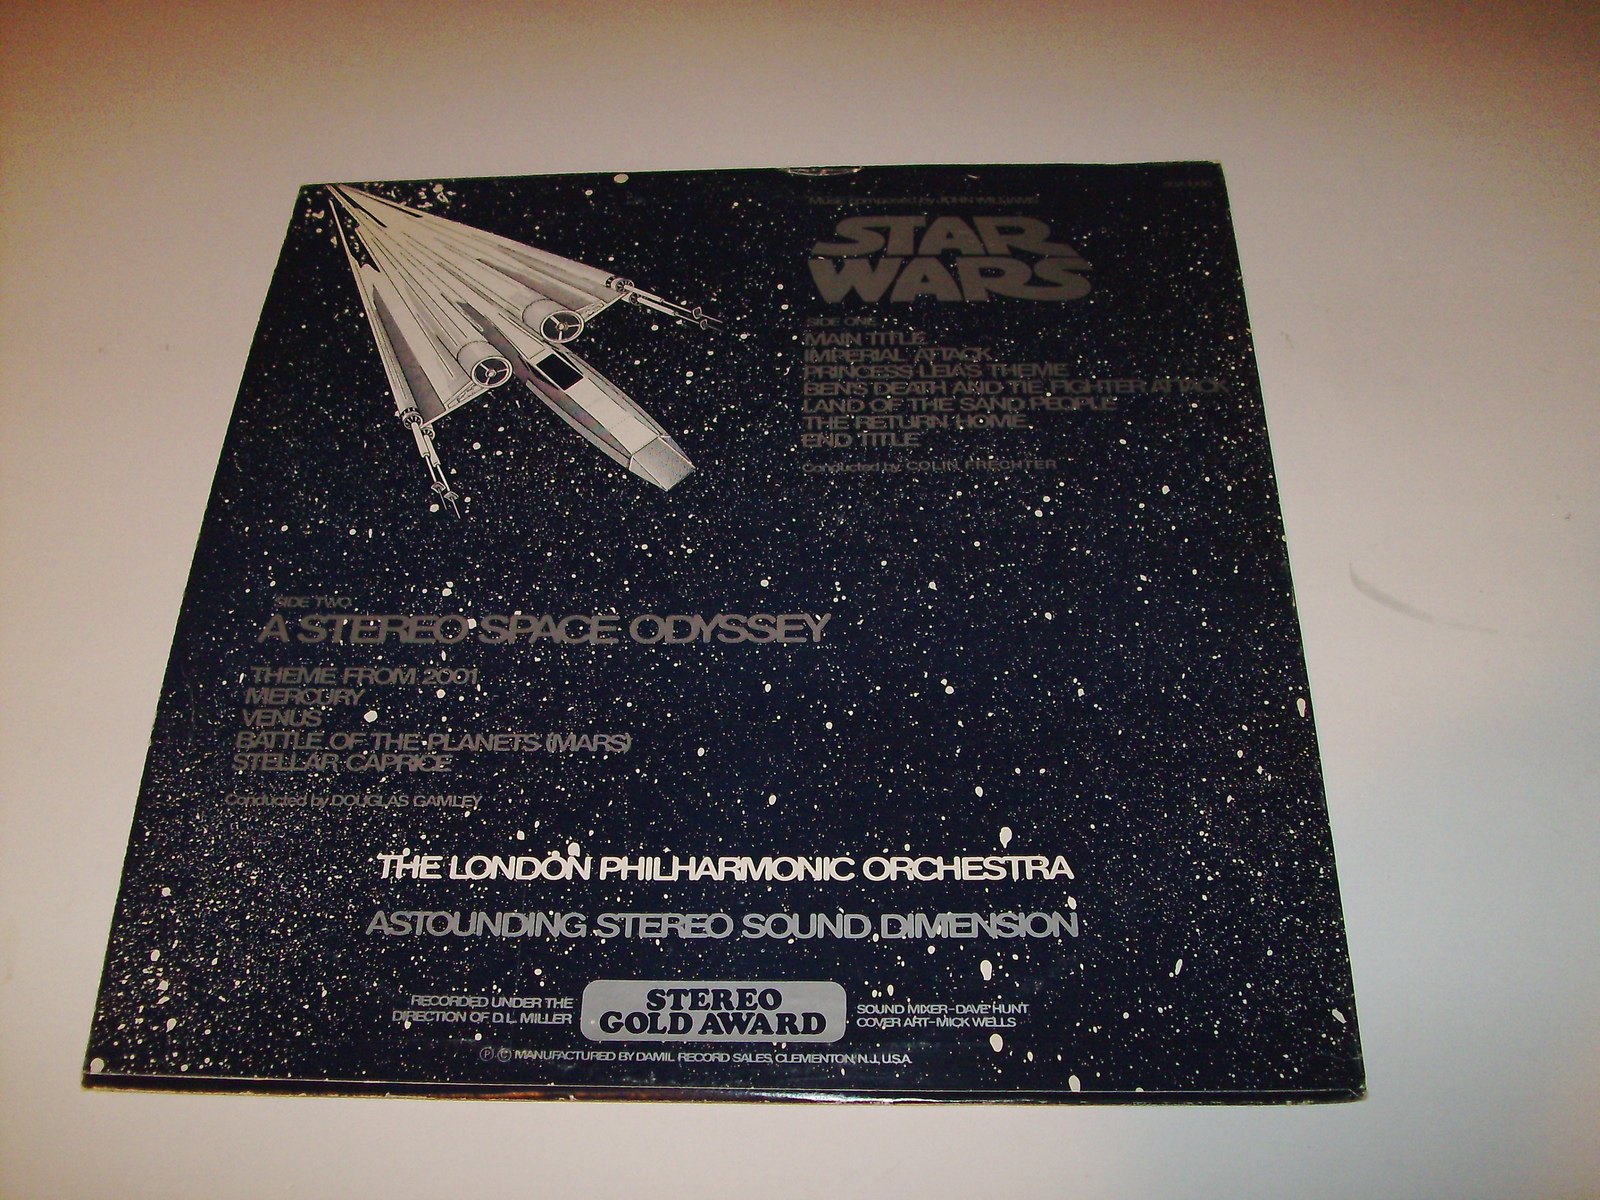 Music composed by JOHN WILLIAMS
STAR
WARS
SIDE ONE
MAIN TITLE
IMPERIAL ATTACK
PRINCESS LEIA'S THEME
BEN'S DEATH AND TIE FIGHTER ATTACK
LAND OF THE SAND PEOPLE
THE RETURN HOME
END TITLE
Conducted by COLIN FRECHTER
SIDE TWO
A STEREO SPACE ODYSSEY
THEME FROM 2001
MERCURY
VENUS
BATTLE OF THE PLANETS (MARS)
STELLAR CAPRICE
Conducted by DOUGLAS GAMLEY
THE LONDON PHILHARMONIC ORCHESTRA
ASTOUNDING STEREO SOUND DIMENSION
RECORDED UNDER THE
DIRECTION OF D.L. MILLER
STEREO
GOLD AWARD
SOUND MIXER-DAVE HUNT
COVER ART-MICK WELLS
Ⓟ © MANUFACTURED BY DAMIL RECORD SALES, CLEMENTON, N.J., U.S.A.